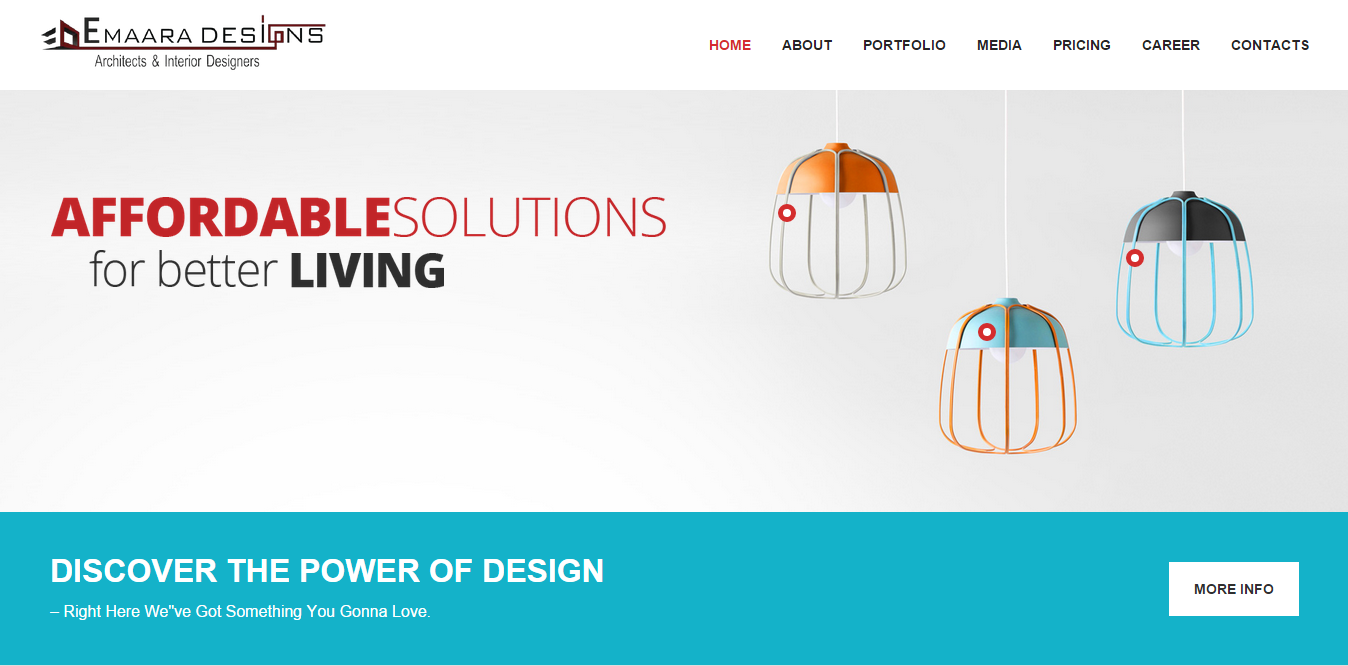 EMAARA DESIGNS
Architects & Interior Designers
HOME ABOUT PORTFOLIO MEDIA PRICING CAREER CONTACTS
AFFORDABLESOLUTIONS
for better LIVING
DISCOVER THE POWER OF DESIGN
– Right Here We"ve Got Something You Gonna Love.
MORE INFO